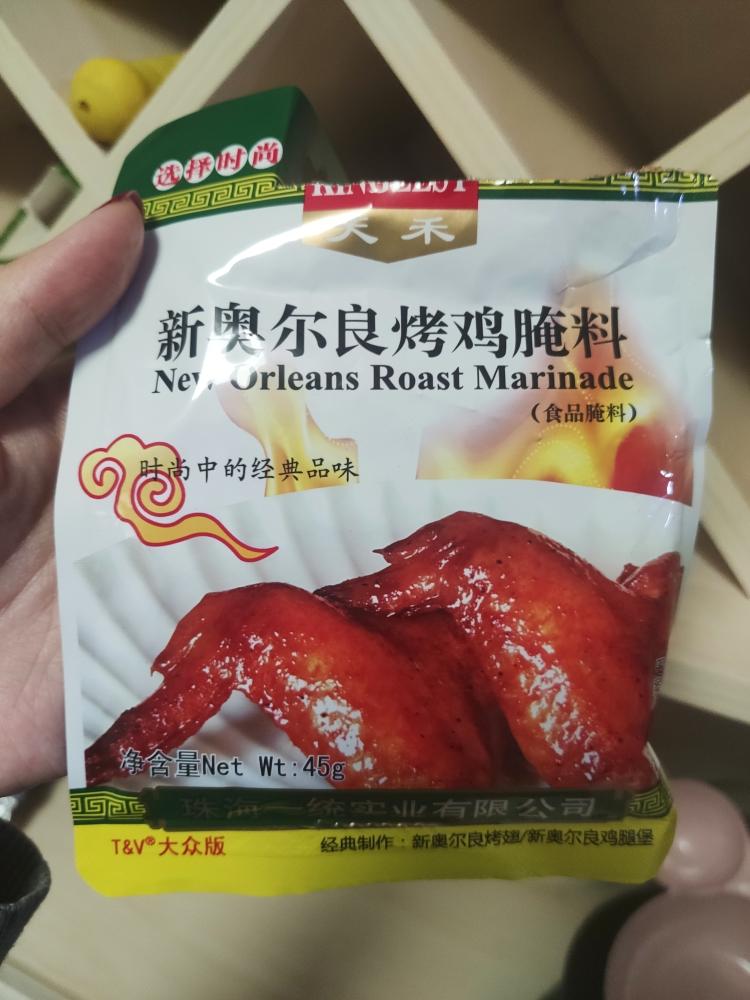 选择时尚
天禾
新奥尔良烤鸡腌料
New Orleans Roast Marinade
（食品腌料）
时尚中的经典品味
净含量Net Wt:45g
珠海一统实业有限公司
T&V®大众版
经典制作：新奥尔良烤翅/新奥尔良鸡腿堡